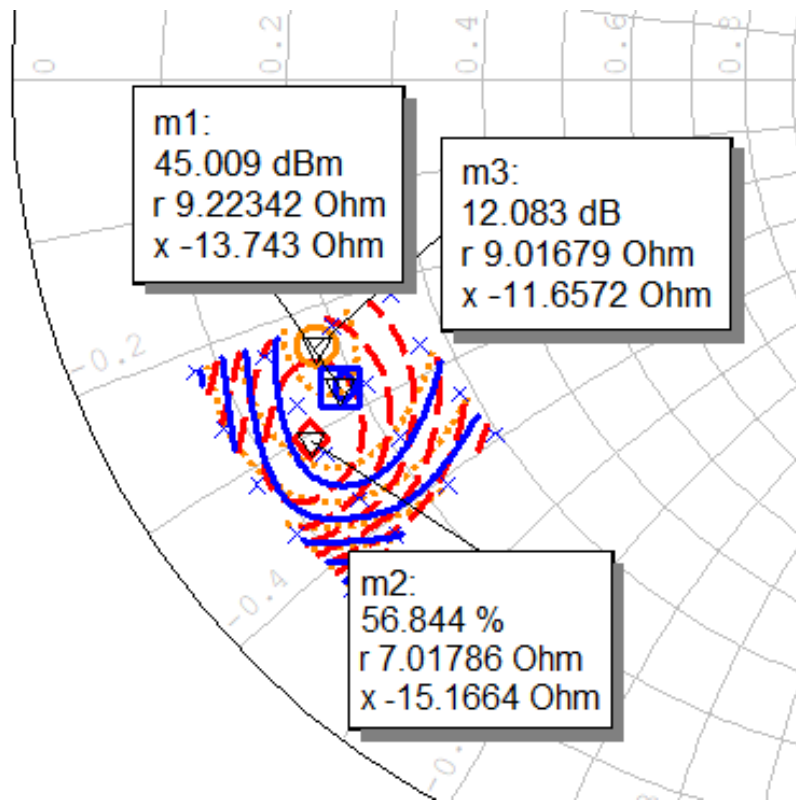 0
0.2
0.4
0.6
0.8
m1:
45.009 dBm
r 9.22342 Ohm
x -13.743 Ohm
m3:
12.083 dB
r 9.01679 Ohm
x -11.6572 Ohm
-0.2
-0.4
m2:
56.844 %
r 7.01786 Ohm
x -15.1664 Ohm